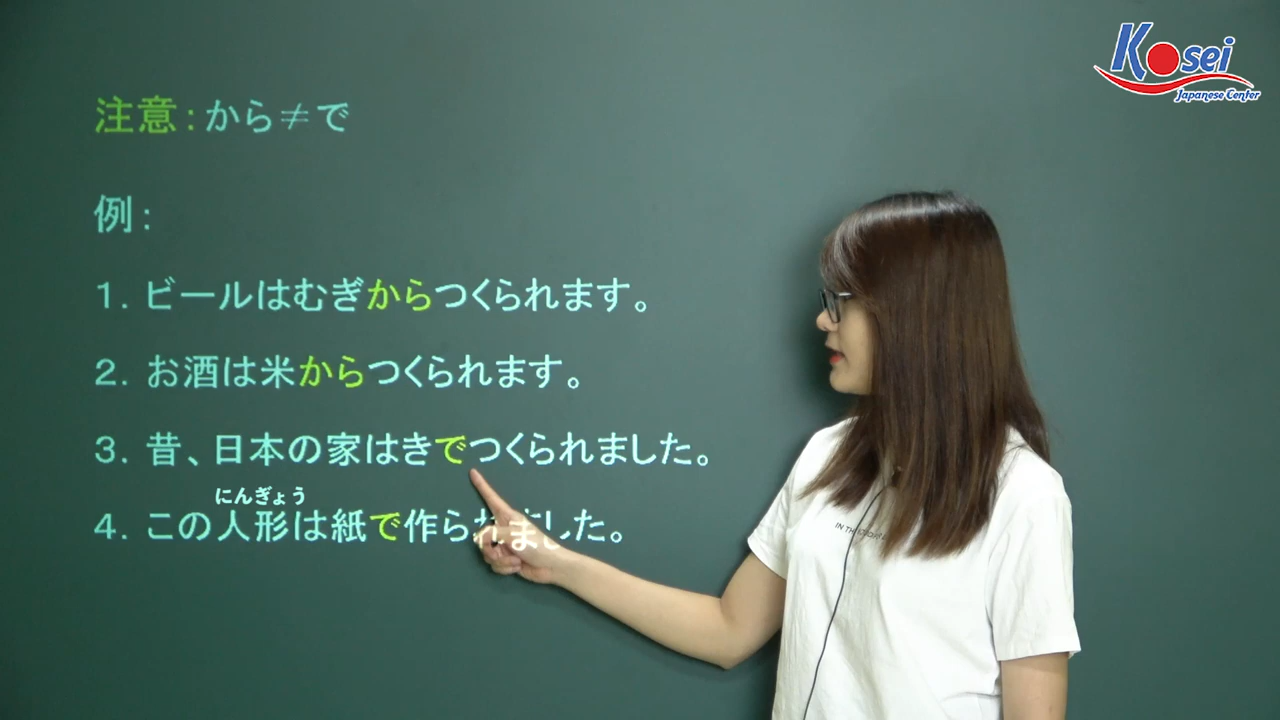 Kosei
Japanese Center
注意：から≠で
例：
1. ビールはむぎからつくられます。
2. お酒は米からつくられます。
3. 昔、日本の家はきでつくられました。
にんぎょう
4. この人形は紙で作られました。